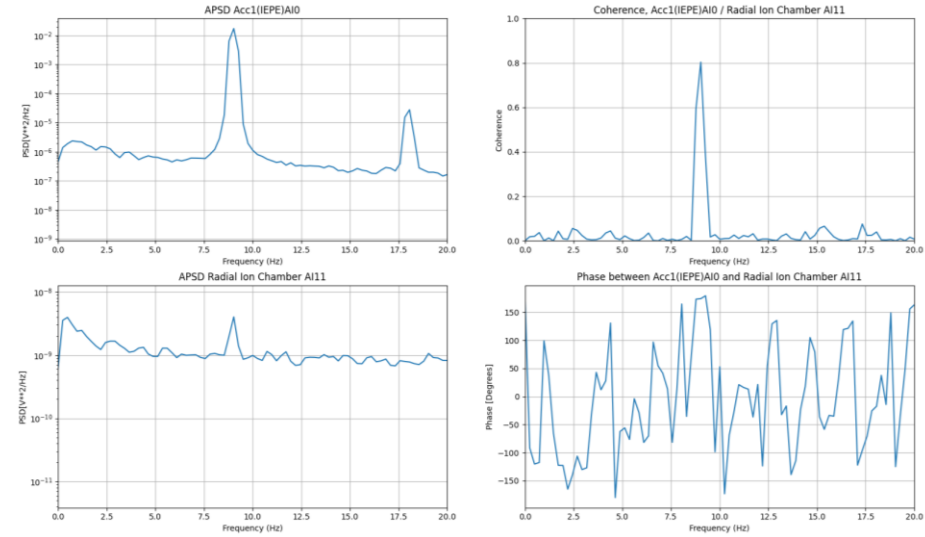 APSD Acc1(IEPE)AI0
PSD[V**2/Hz]
10⁻²
10⁻³
10⁻⁴
10⁻⁵
10⁻⁶
10⁻⁷
10⁻⁸
10⁻⁹
0.0 2.5 5.0 7.5 10.0 12.5 15.0 17.5 20.0
Frequency (Hz)
Coherence, Acc1(IEPE)AI0 / Radial Ion Chamber AI11
Coherence
1.0
0.8
0.6
0.4
0.2
0.0
0.0 2.5 5.0 7.5 10.0 12.5 15.0 17.5 20.0
Frequency (Hz)
APSD Radial Ion Chamber AI11
PSD[V**2/Hz]
10⁻⁸
10⁻⁹
10⁻¹⁰
10⁻¹¹
0.0 2.5 5.0 7.5 10.0 12.5 15.0 17.5 20.0
Frequency (Hz)
Phase between Acc1(IEPE)AI0 and Radial Ion Chamber AI11
Phase [Degrees]
150
100
50
0
−50
−100
−150
0.0 2.5 5.0 7.5 10.0 12.5 15.0 17.5 20.0
Frequency (Hz)